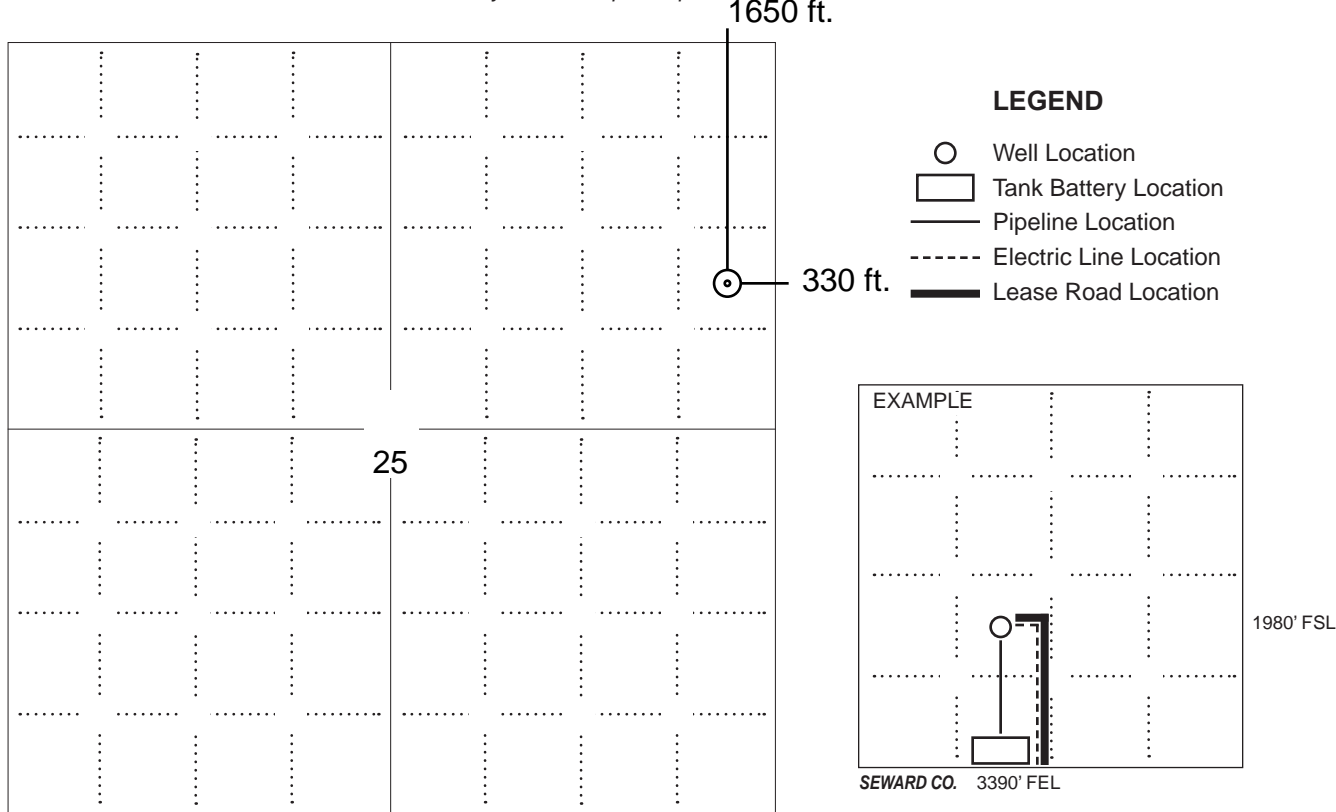 1650 ft.
LEGEND
Well Location
Tank Battery Location
Pipeline Location
330 ft.
Electric Line Location
Lease Road Location
EXAMPLE
25
1980' FSL
SEWARD CO. 3390' FEL